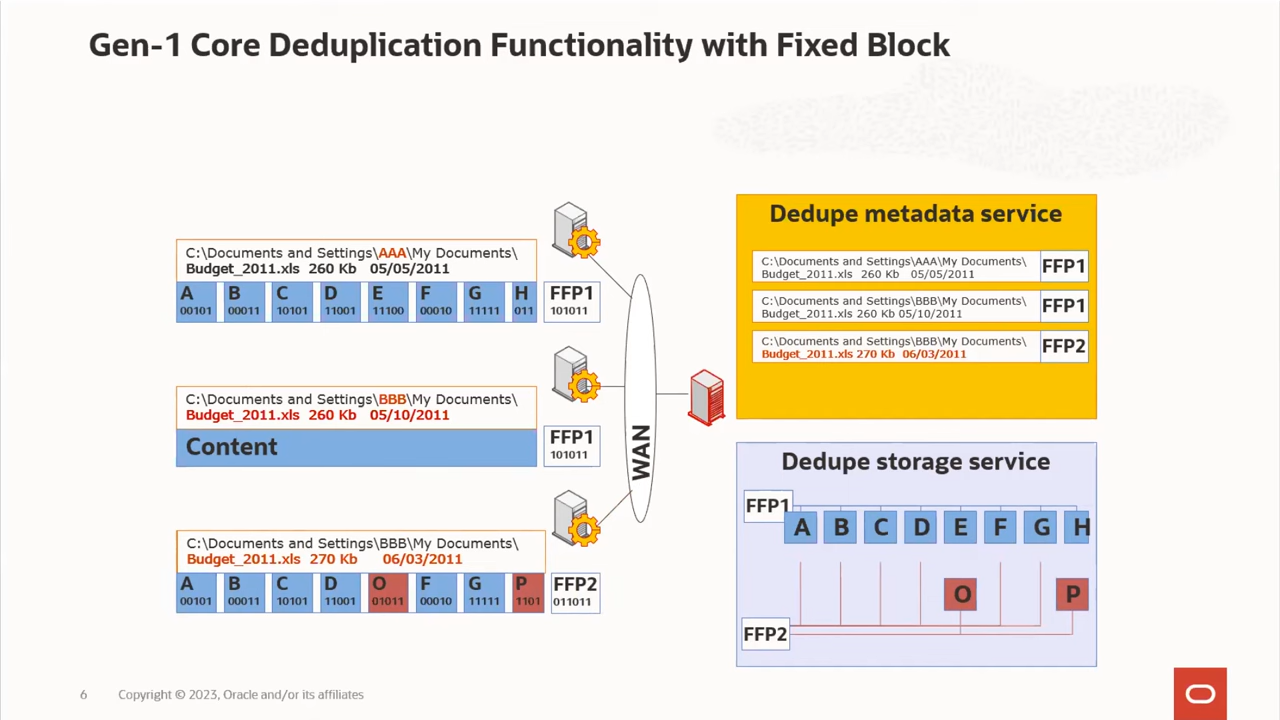 Gen-1 Core Deduplication Functionality with Fixed Block
C:\Documents and Settings\AAA\My Documents\
Budget_2011.xls 260 Kb 05/05/2011
A B C D E F G H FFP1
00101 00011 10101 11001 11100 00010 11111 011 101011
C:\Documents and Settings\BBB\My Documents\
Budget_2011.xls 260 Kb 05/10/2011
Content FFP1
101011
C:\Documents and Settings\BBB\My Documents\
Budget_2011.xls 270 Kb 06/03/2011
A B C D O F G P FFP2
00101 00011 10101 11001 01011 00010 11111 1101 011011
WAN
Dedupe metadata service
C:\Documents and Settings\AAA\My Documents\ FFP1
Budget_2011.xls 260 Kb 05/05/2011
C:\Documents and Settings\BBB\My Documents\ FFP1
Budget_2011.xls 260 Kb 05/10/2011
C:\Documents and Settings\BBB\My Documents\ FFP2
Budget_2011.xls 270 Kb 06/03/2011
Dedupe storage service
FFP1
A B C D E F G H
O P
FFP2
6 Copyright © 2023, Oracle and/or its affiliates